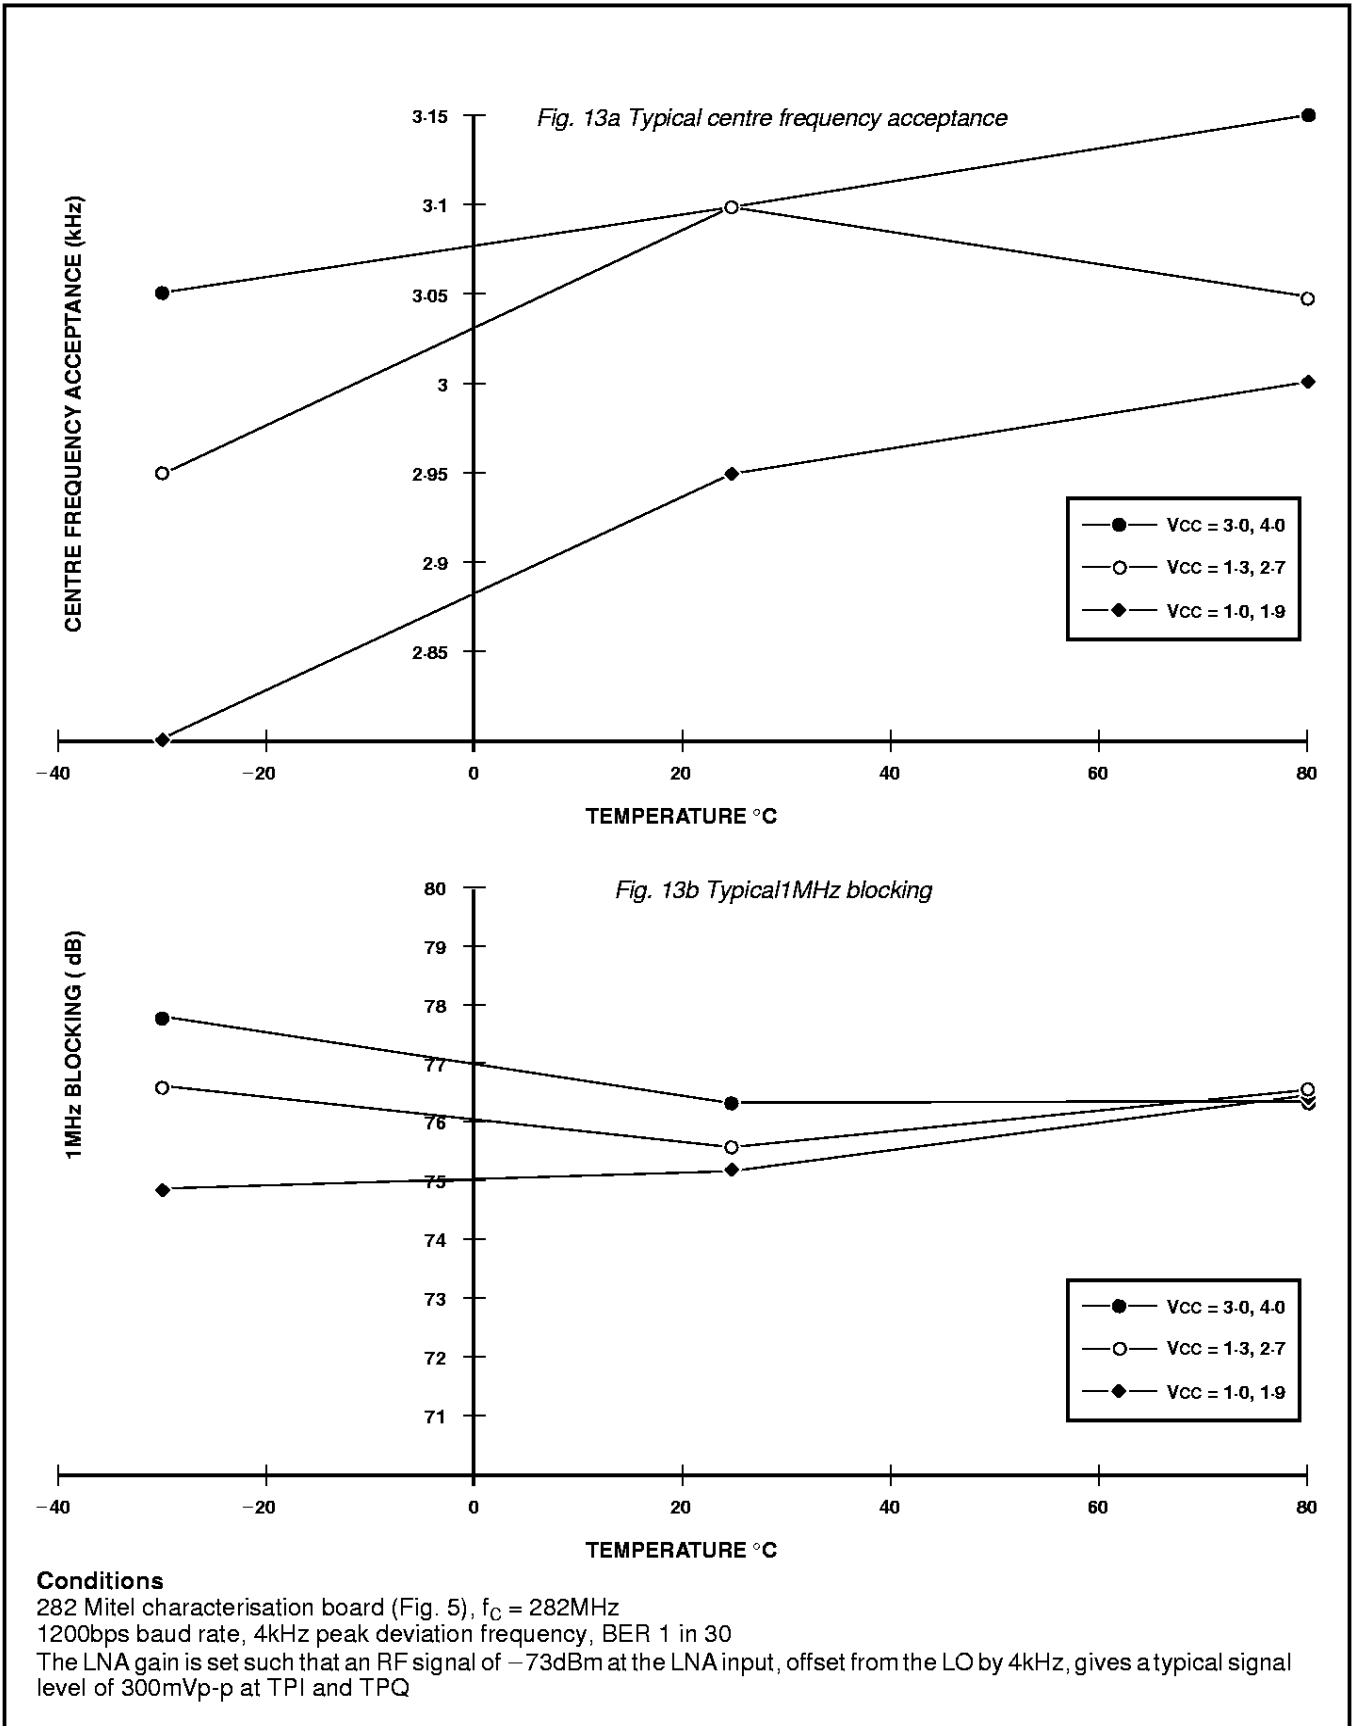 Fig. 13a Typical centre frequency acceptance
CENTRE FREQUENCY ACCEPTANCE (kHz)
3·15
3·1
3·05
3
2·95
2·9
2·85
VCC = 3·0, 4·0
VCC = 1·3, 2·7
VCC = 1·0, 1·9
−40 −20 0 20 40 60 80
TEMPERATURE °C
Fig. 13b Typical1MHz blocking
1MHz BLOCKING ( dB)
80
79
78
77
76
75
74
73
72
71
VCC = 3·0, 4·0
VCC = 1·3, 2·7
VCC = 1·0, 1·9
−40 −20 0 20 40 60 80
TEMPERATURE °C
Conditions
282 Mitel characterisation board (Fig. 5), fC = 282MHz
1200bps baud rate, 4kHz peak deviation frequency, BER 1 in 30
The LNA gain is set such that an RF signal of −73dBm at the LNA input, offset from the LO by 4kHz, gives a typical signal
level of 300mVp-p at TPI and TPQ